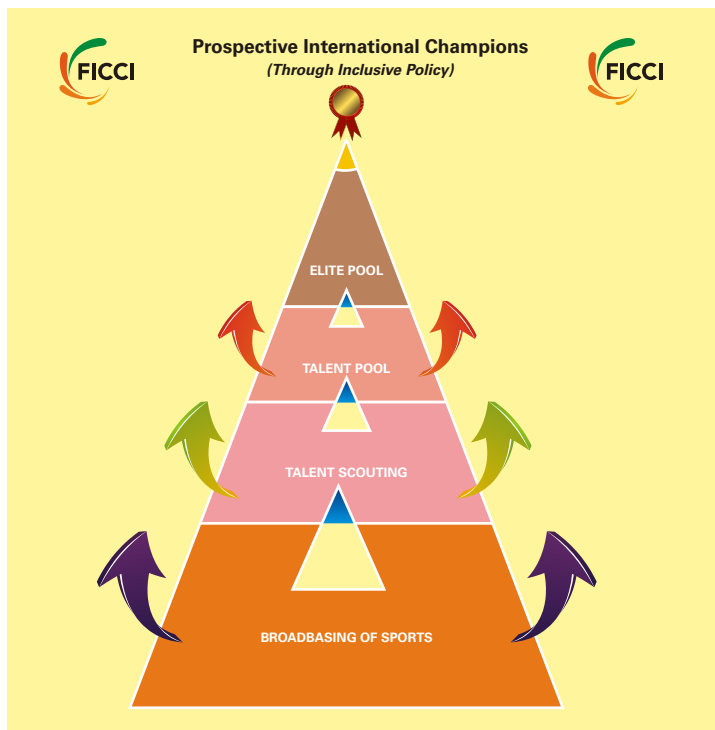 Prospective International Champions
(Through Inclusive Policy)
FICCI
FICCI
ELITE POOL
TALENT POOL
TALENT SCOUTING
BROADBASING OF SPORTS